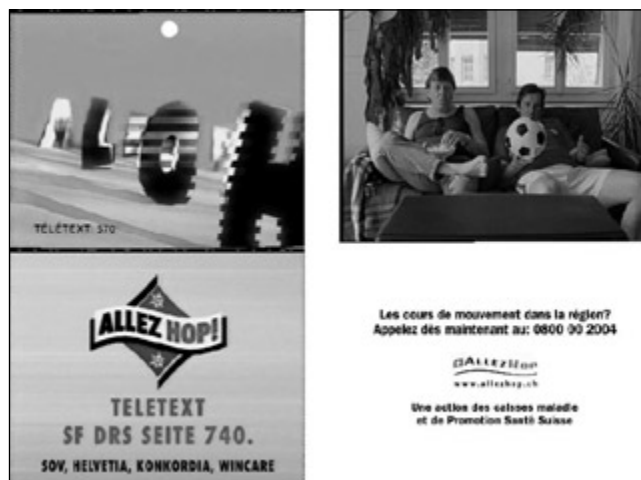 ALOH
TELETEXT: 570
ALLEZ HOP!
TELETEXT
SF DRS SEITE 740.
SOV, HELVETIA, KONKORDIA, WINCARE
Les cours de mouvement dans la région?
Appelez dès maintenant au: 0800 00 2004
ALLEZ HOP
www.allezhop.ch
Une action des caisses maladie
et de Promotion Santé Suisse